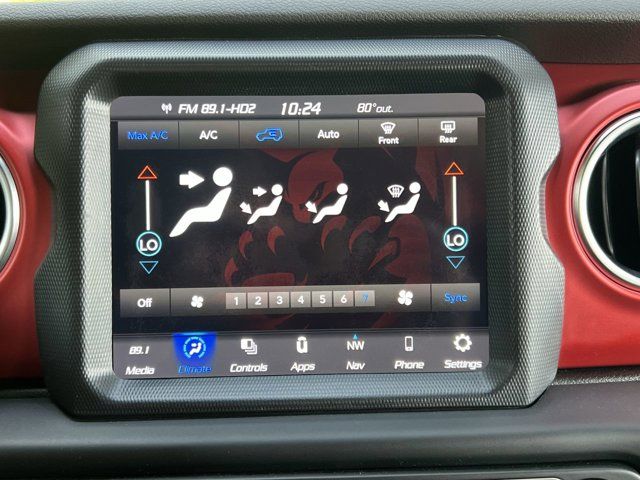 FM 89.1-HD2 10:24 80°out.
Max A/C A/C Auto Front Rear
LO LO
Off 1 2 3 4 5 6 7 Sync
89.1 NW
Media Climate Controls Apps Nav Phone Settings